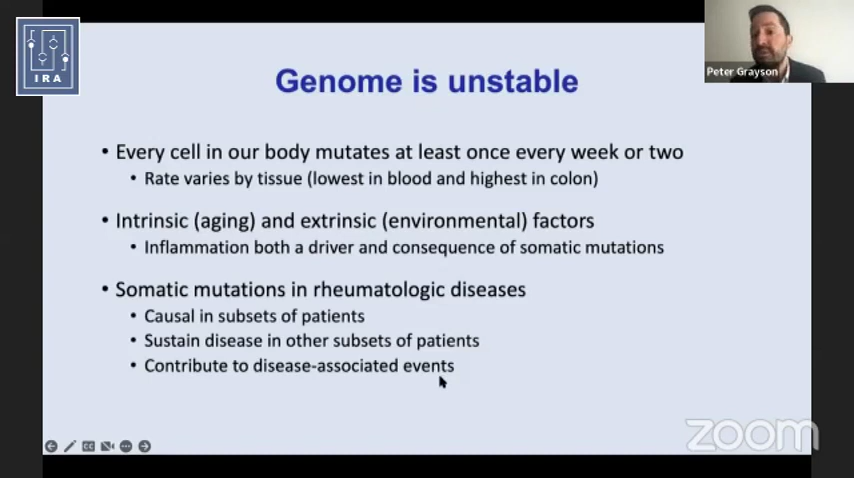 IRA
Peter Grayson
Genome is unstable
• Every cell in our body mutates at least once every week or two
• Rate varies by tissue (lowest in blood and highest in colon)
• Intrinsic (aging) and extrinsic (environmental) factors
• Inflammation both a driver and consequence of somatic mutations
• Somatic mutations in rheumatologic diseases
• Causal in subsets of patients
• Sustain disease in other subsets of patients
• Contribute to disease-associated events
CC
zoom